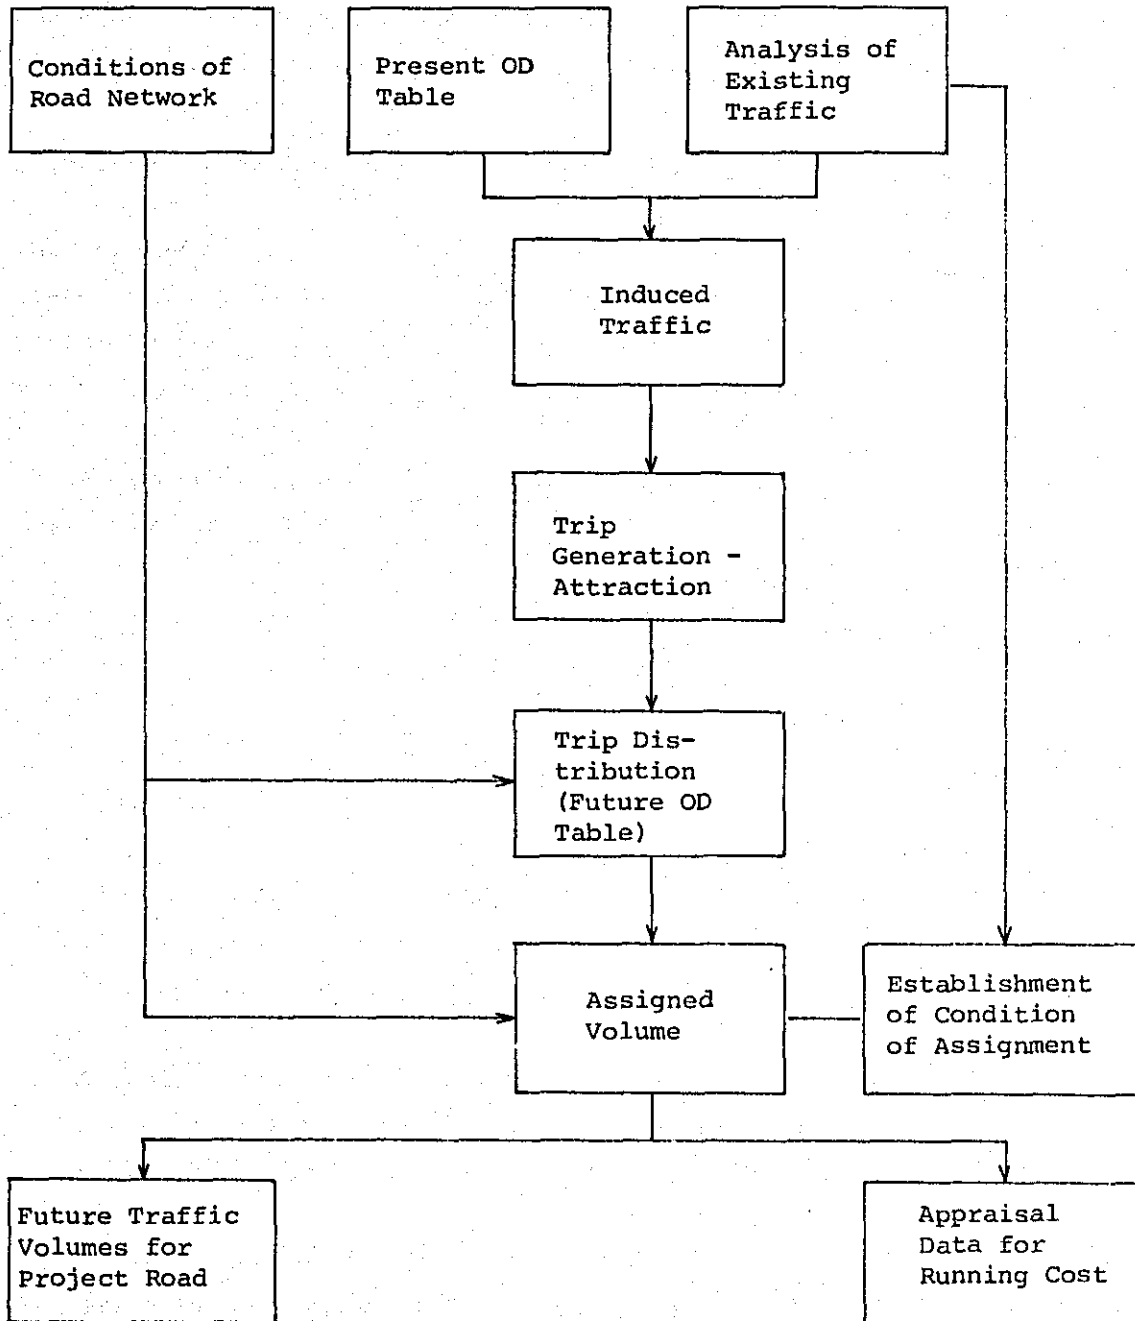 Conditions of
Road Network
Present OD
Table
Analysis of
Existing
Traffic
Induced
Traffic
Trip
Generation -
Attraction
Trip Dis-
tribution
(Future OD
Table)
Assigned
Volume
Establishment
of Condition
of Assignment
Future Traffic
Volumes for
Project Road
Appraisal
Data for
Running Cost